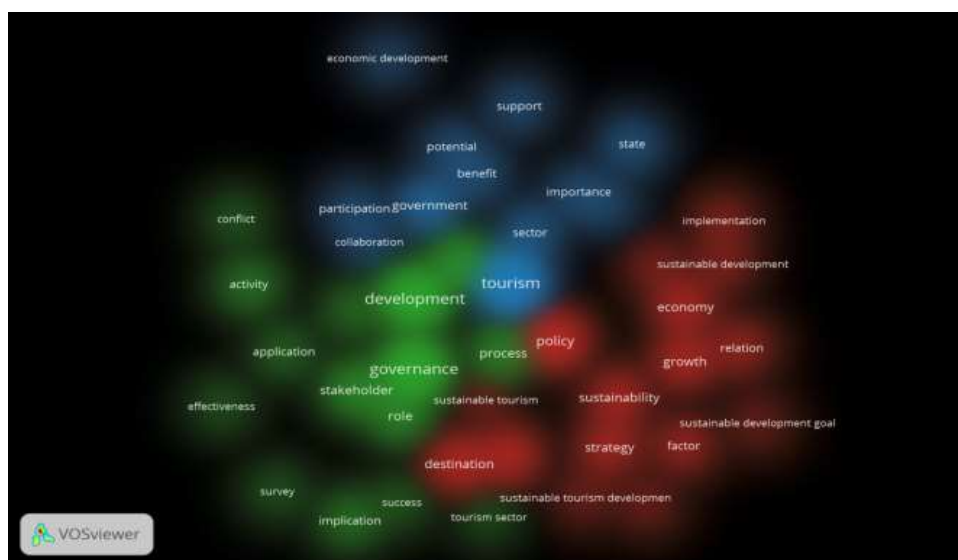 economic development
support
state
potential
benefit
importance
participation
government
implementation
conflict
sector
collaboration
sustainable development
tourism
activity
development
economy
policy
relation
application
process
growth
governance
stakeholder
sustainable tourism
sustainability
effectiveness
role
sustainable development goal
strategy
factor
destination
survey
sustainable tourism developmen
success
implication
tourism sector
VOSviewer